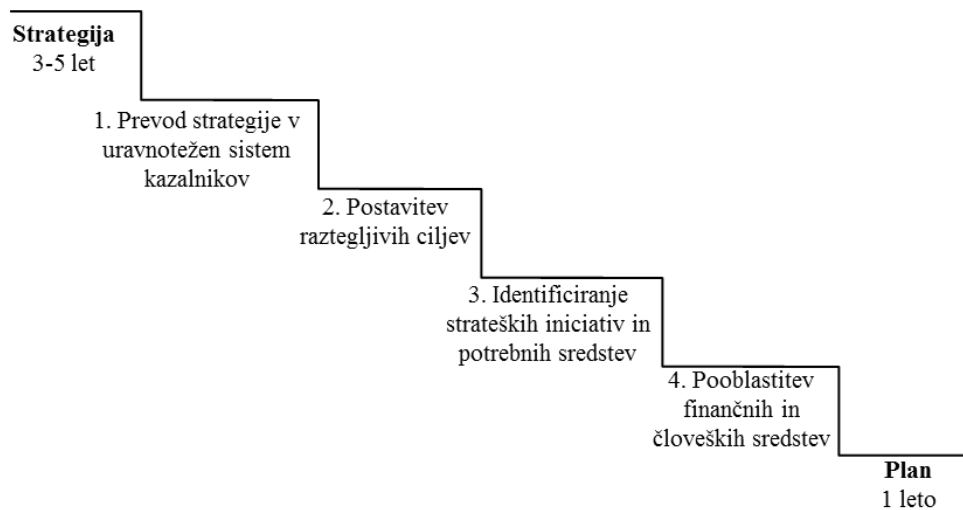 Strategija
3-5 let
1. Prevod strategije v
uravnotežen sistem
kazalnikov
2. Postavitev
raztegljivih ciljev
3. Identificiranje
strateških iniciativ in
potrebnih sredstev
4. Pooblastitev
finančnih in
človeških sredstev
Plan
1 leto